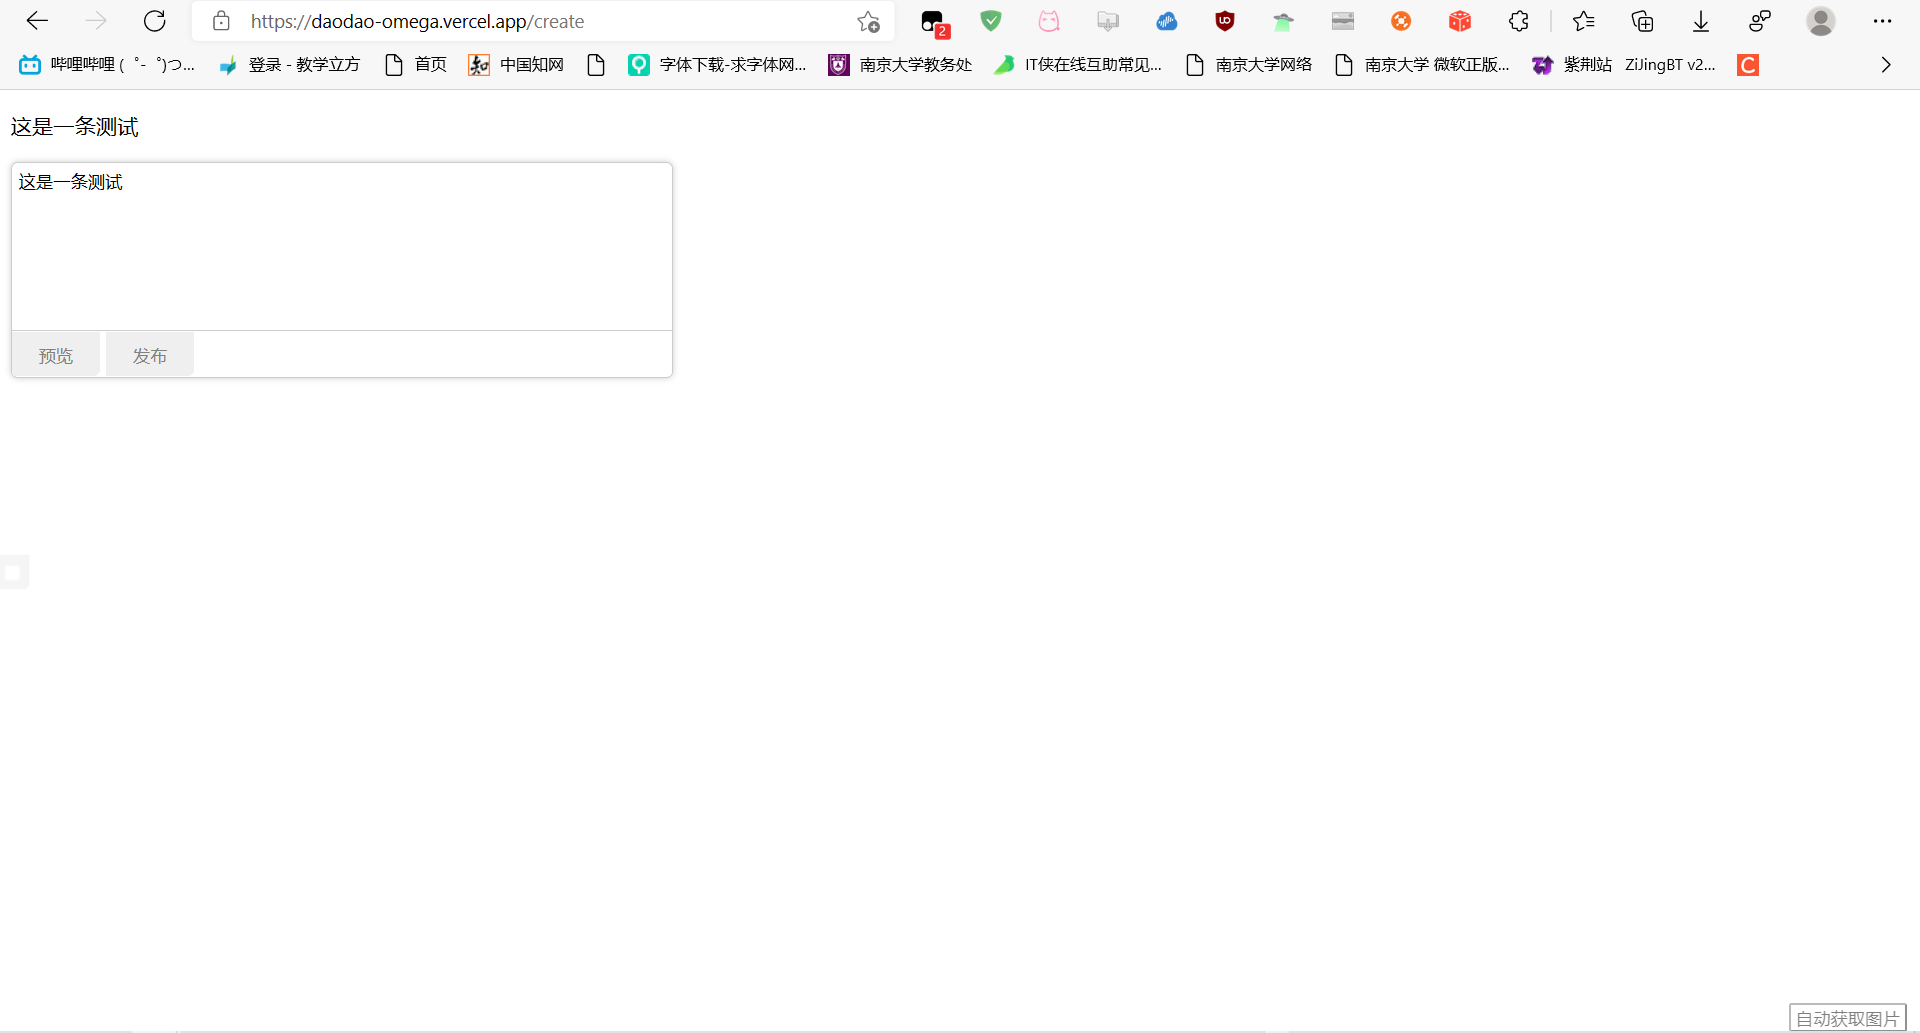 https://daodao-omega.vercel.app/create
2
哔哩哔哩 (゜-゜)つ...
登录 - 教学立方
首页
知
中国知网
字体下载-求字体网...
南京大学教务处
IT侠在线互助常见...
南京大学网络
南京大学 微软正版...
紫荆站 ZiJingBT v2...
C
这是一条测试
这是一条测试
预览
发布
自动获取图片